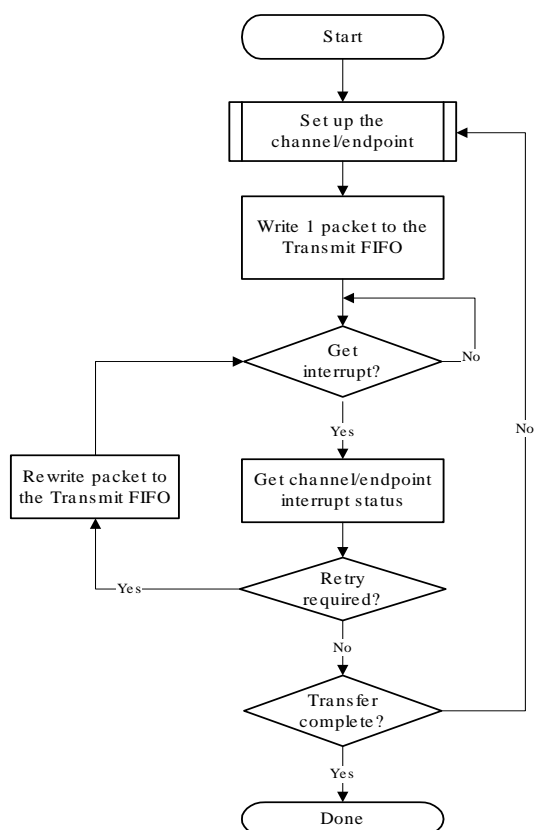 Start
Set up the
channel/endpoint
Write 1 packet to the
Transmit FIFO
Get
interrupt?
No
Yes
No
Rewrite packet to
the Transmit FIFO
Get channel/endpoint
interrupt status
Retry
required?
Yes
No
Transfer
complete?
Yes
Done